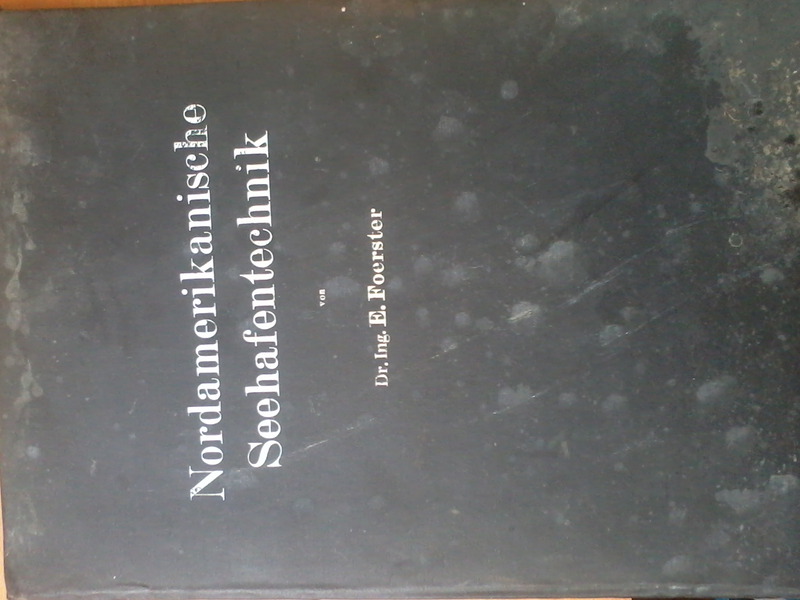 Nordamerikanische
Seehafentechnik
von
Dr. Ing. E. Foerster